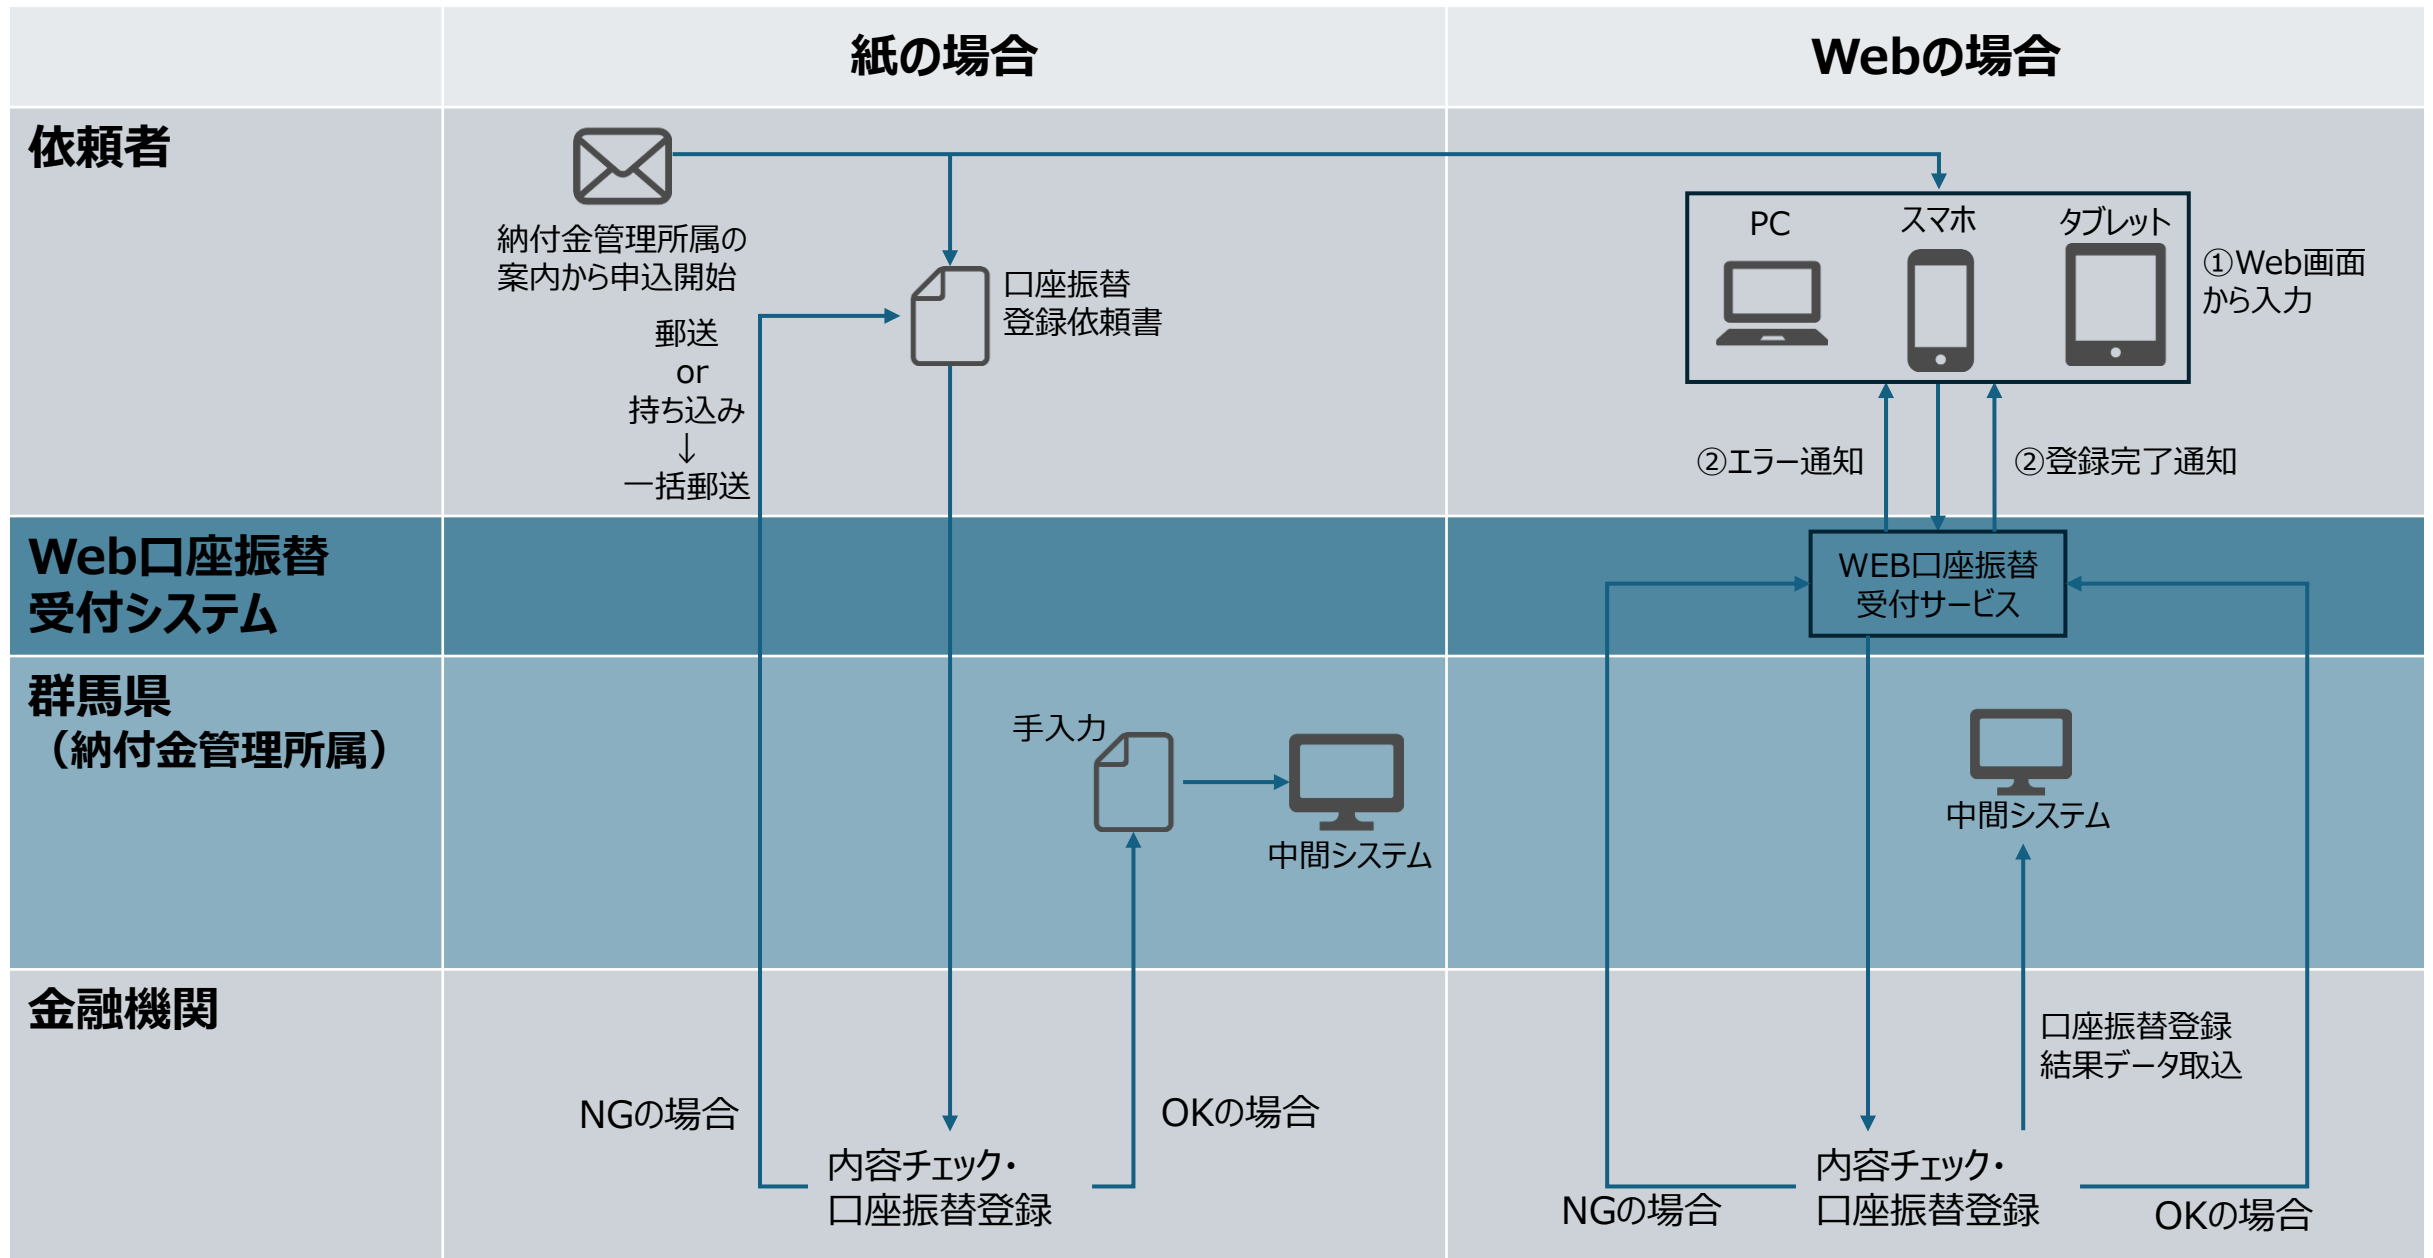 紙の場合
Webの場合
依頼者
納付金管理所属の
案内から申込開始
郵送
or
持ち込み
↓
一括郵送
口座振替
登録依頼書
PC
スマホ
タブレット
①Web画面
から入力
②エラー通知
②登録完了通知
Web口座振替
受付システム
WEB口座振替
受付サービス
群馬県
（納付金管理所属）
手入力
中間システム
中間システム
金融機関
NGの場合
内容チェック・
口座振替登録
OKの場合
口座振替登録
結果データ取込
NGの場合
内容チェック・
口座振替登録
OKの場合